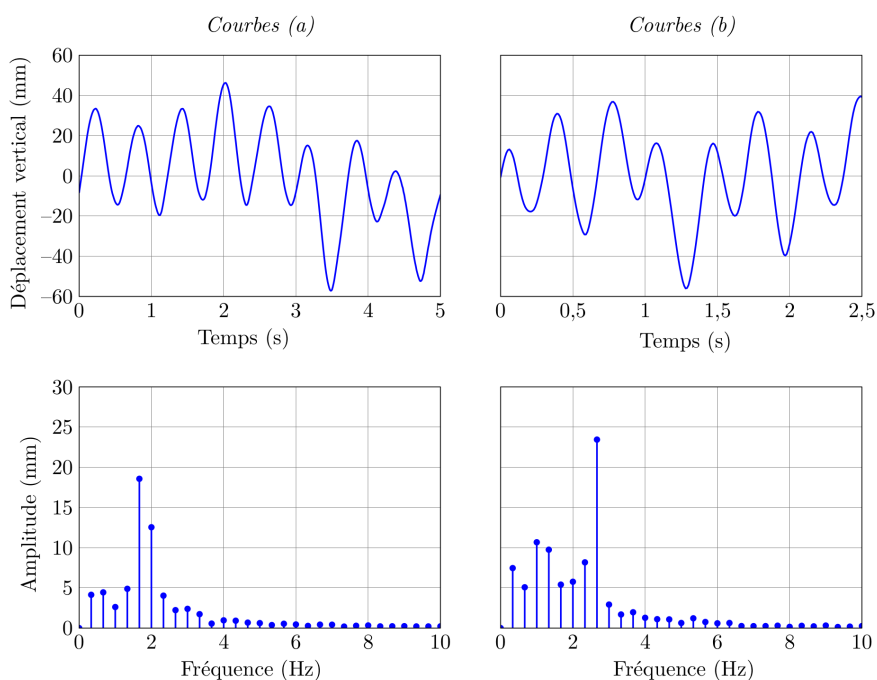 Courbes (a)
Courbes (b)
Déplacement vertical (mm)
60
40
20
0
−20
−40
−60
0 1 2 3 4 5
Temps (s)
0 0,5 1 1,5 2 2,5
Temps (s)
Amplitude (mm)
30
25
20
15
10
5
0
0 2 4 6 8 10
Fréquence (Hz)
0 2 4 6 8 10
Fréquence (Hz)